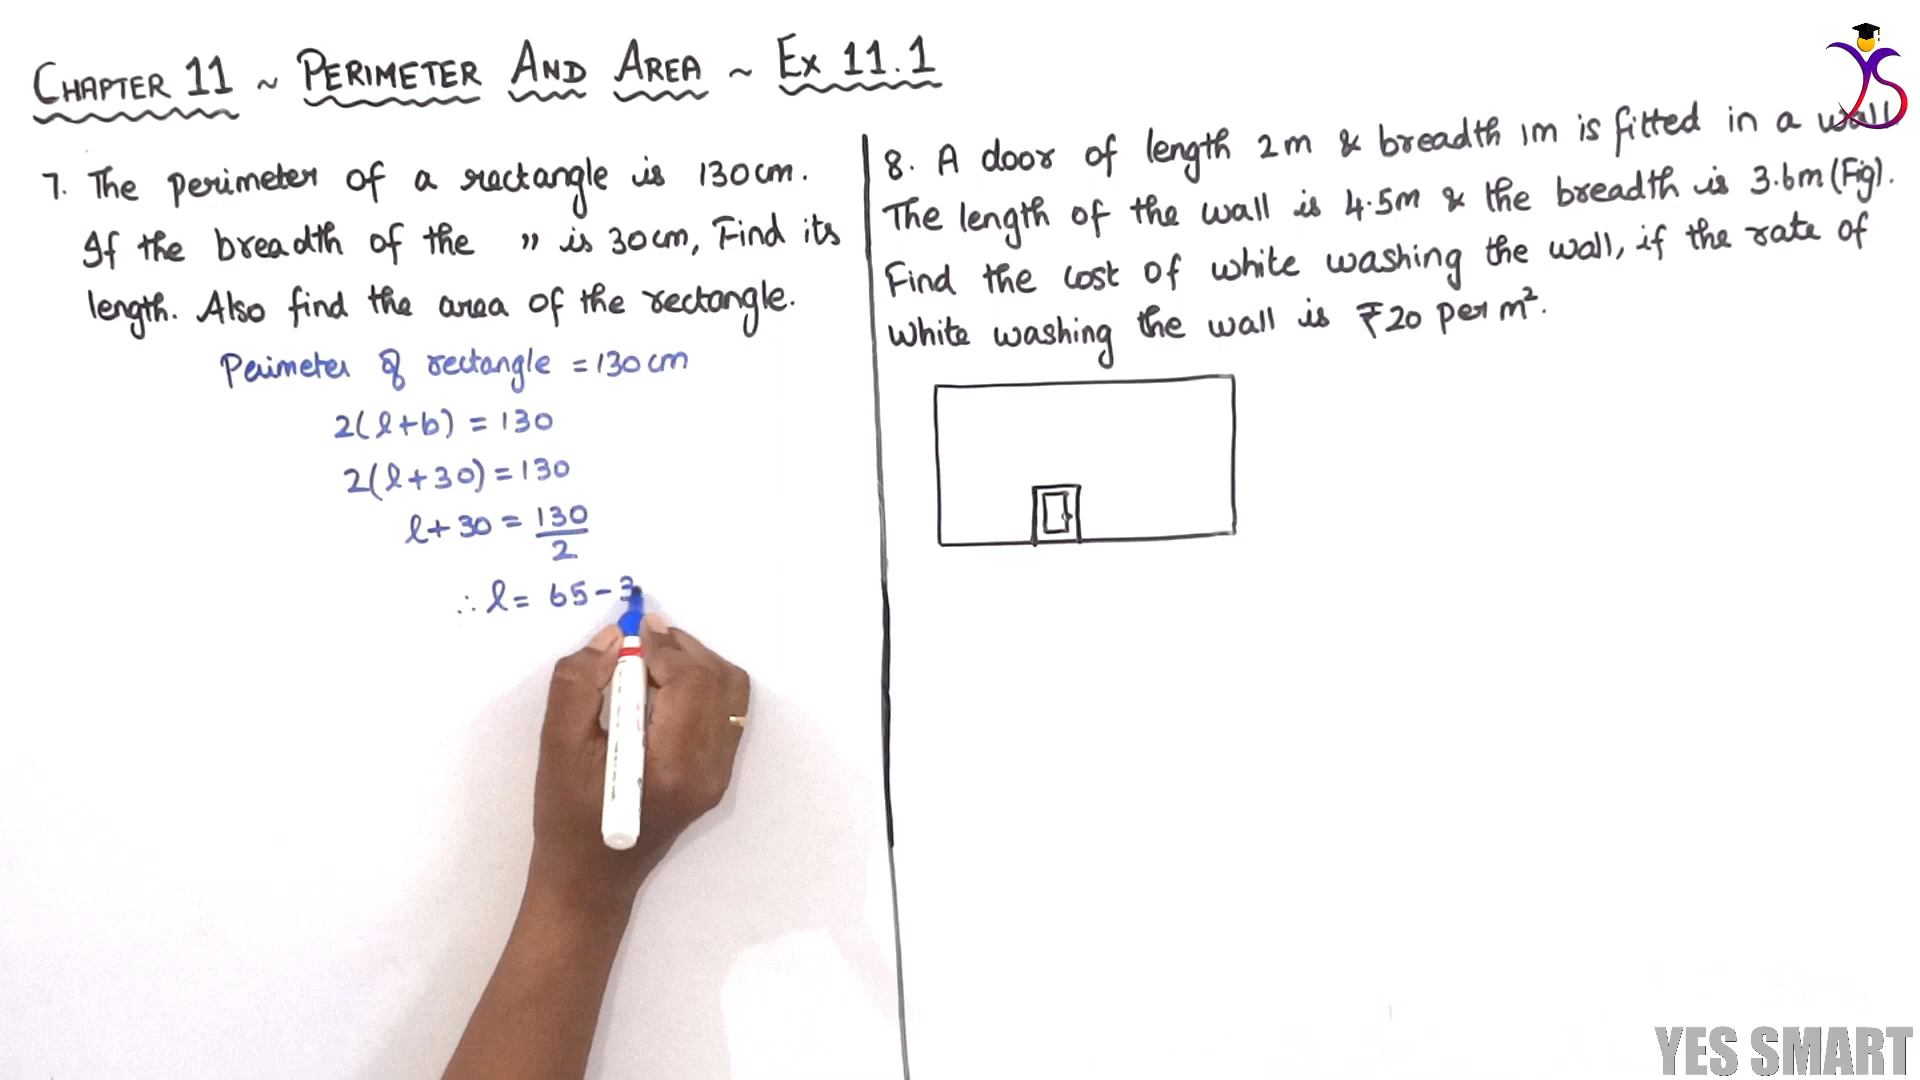 CHAPTER 11 ~ PERIMETER AND AREA ~ EX 11.1
7. The perimeter of a rectangle is 130cm.
If the breadth of the " is 30cm, Find its
length. Also find the area of the rectangle.
Perimeter of rectangle = 130cm
2(l+b) = 130
2(l+30) = 130
l+30 = 130/2
∴ l = 65-3
8. A door of length 2m & breadth 1m is fitted in a wall.
The length of the wall is 4.5m & the breadth is 3.6m (Fig).
Find the cost of white washing the wall, if the rate of
White washing the wall is ₹20 per m².
YS
YES SMART